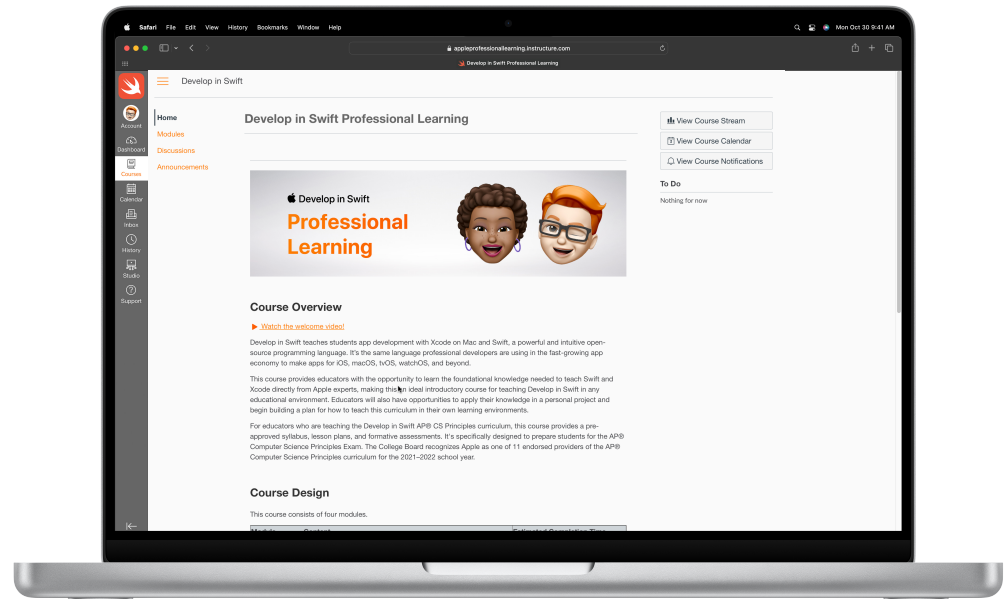 Safari File Edit View History Bookmarks Window Help
Mon Oct 30 9:41 AM
appleprofessionallearning.instructure.com
Develop in Swift Professional Learning
Develop in Swift
Account
Dashboard
Courses
Calendar
Inbox
History
Studio
Support
Home
Modules
Discussions
Announcements
Develop in Swift Professional Learning
Develop in Swift
Professional
Learning
Course Overview
Watch the welcome video!
Develop in Swift teaches students app development with Xcode on Mac and Swift, a powerful and intuitive open-
source programming language. It's the same language professional developers are using in the fast-growing app
economy to make apps for iOS, macOS, tvOS, watchOS, and beyond.
This course provides educators with the opportunity to learn the foundational knowledge needed to teach Swift and
Xcode directly from Apple experts, making this an ideal introductory course for teaching Develop in Swift in any
educational environment. Educators will also have opportunities to apply their knowledge in a personal project and
begin building a plan for how to teach this curriculum in their own learning environments.
For educators who are teaching the Develop in Swift AP® CS Principles curriculum, this course provides a pre-
approved syllabus, lesson plans, and formative assessments. It's specifically designed to prepare students for the AP®
Computer Science Principles Exam. The College Board recognizes Apple as one of 11 endorsed providers of the AP®
Computer Science Principles curriculum for the 2021–2022 school year.
Course Design
This course consists of four modules.
Module Content Estimated Completion Time
View Course Stream
View Course Calendar
View Course Notifications
To Do
Nothing for now